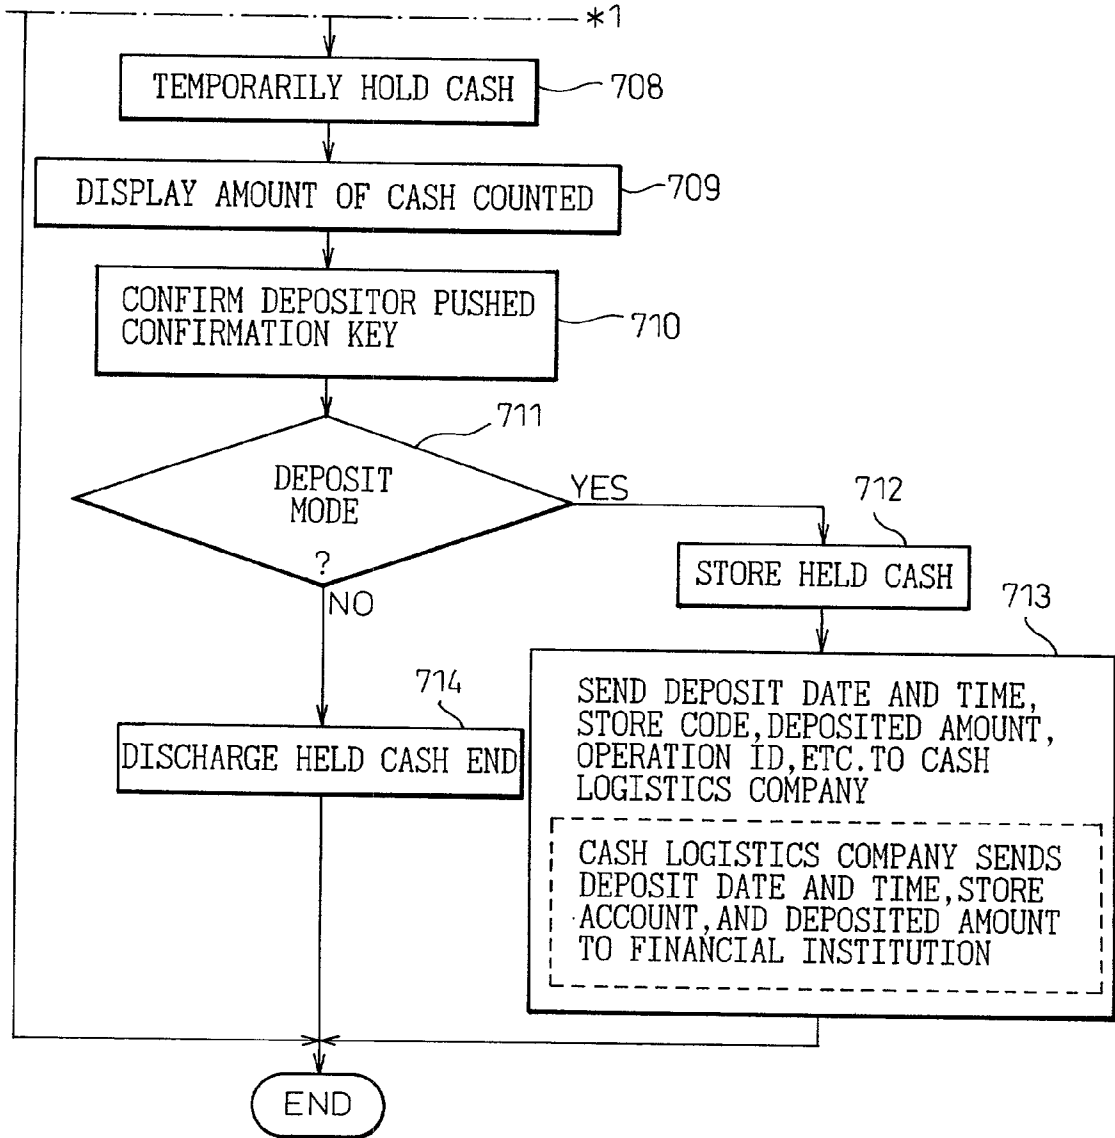 *1
TEMPORARILY HOLD CASH
708
DISPLAY AMOUNT OF CASH COUNTED
709
CONFIRM DEPOSITOR PUSHED
CONFIRMATION KEY
710
711
DEPOSIT
MODE
?
YES
NO
712
STORE HELD CASH
713
SEND DEPOSIT DATE AND TIME,
STORE CODE,DEPOSITED AMOUNT,
OPERATION ID,ETC.TO CASH
LOGISTICS COMPANY
CASH LOGISTICS COMPANY SENDS
DEPOSIT DATE AND TIME,STORE
ACCOUNT,AND DEPOSITED AMOUNT
TO FINANCIAL INSTITUTION
714
DISCHARGE HELD CASH END
END